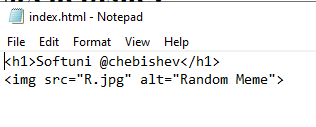 index.html - Notepad
File Edit Format View Help
<h1>Softuni @chebishev</h1>
<img src="R.jpg" alt="Random Meme">